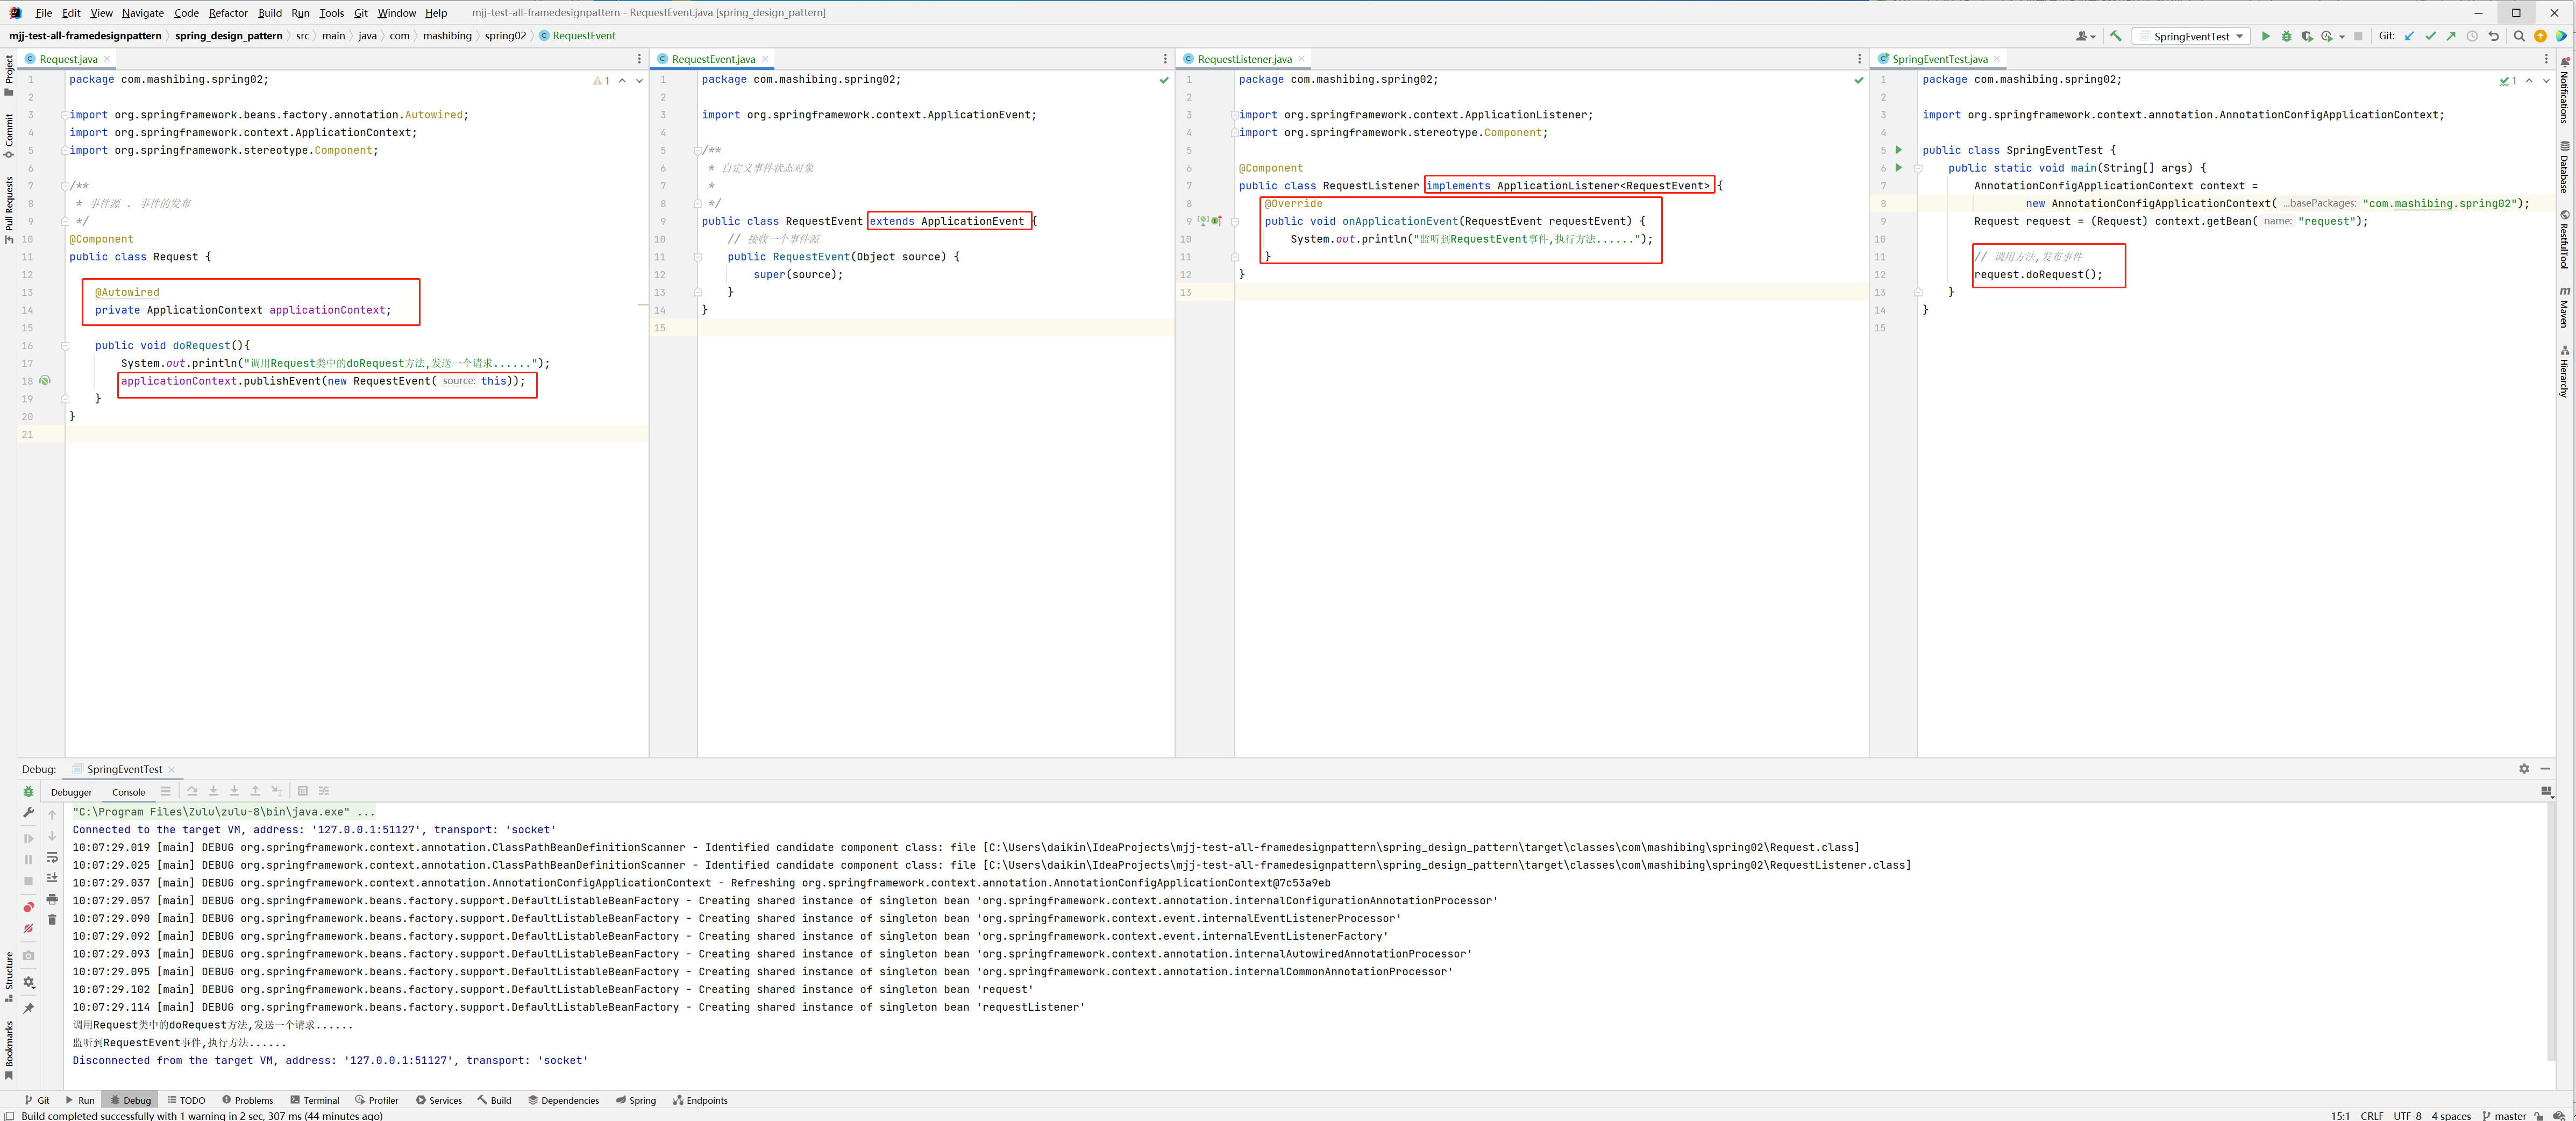 File Edit View Navigate Code Refactor Build Run Tools Git Window Help mjj-test-all-framedesignpattern - RequestEvent.java [spring_design_pattern]
mjj-test-all-framedesignpattern 〉 spring_design_pattern 〉 src 〉 main 〉 java 〉 com 〉 mashibing 〉 spring02 〉 RequestEvent
SpringEventTest
Git:
Project
Commit
Pull Requests
Structure
Bookmarks
Request.java
1
1 package com.mashibing.spring02;
2
3 import org.springframework.beans.factory.annotation.Autowired;
4 import org.springframework.context.ApplicationContext;
5 import org.springframework.stereotype.Component;
6
7 /**
8 * 事件源 . 事件的发布
9 */
10 @Component
11 public class Request {
12
13 @Autowired
14 private ApplicationContext applicationContext;
15
16 public void doRequest(){
17 System.out.println("调用Request类中的doRequest方法,发送一个请求......");
18 applicationContext.publishEvent(new RequestEvent( source: this));
19 }
20 }
21
RequestEvent.java
1 package com.mashibing.spring02;
2
3 import org.springframework.context.ApplicationEvent;
4
5 /**
6 * 自定义事件状态对象
7 *
8 */
9 public class RequestEvent extends ApplicationEvent {
10 // 接收一个事件源
11 public RequestEvent(Object source) {
12 super(source);
13 }
14 }
15
RequestListener.java
1 package com.mashibing.spring02;
2
3 import org.springframework.context.ApplicationListener;
4 import org.springframework.stereotype.Component;
5
6 @Component
7 public class RequestListener implements ApplicationListener<RequestEvent> {
8 @Override
9 public void onApplicationEvent(RequestEvent requestEvent) {
10 System.out.println("监听到RequestEvent事件,执行方法......");
11 }
12 }
13
SpringEventTest.java
1
1 package com.mashibing.spring02;
2
3 import org.springframework.context.annotation.AnnotationConfigApplicationContext;
4
5 public class SpringEventTest {
6 public static void main(String[] args) {
7 AnnotationConfigApplicationContext context =
8 new AnnotationConfigApplicationContext( ...basePackages: "com.mashibing.spring02");
9 Request request = (Request) context.getBean( name: "request");
10
11 // 调用方法,发布事件
12 request.doRequest();
13 }
14 }
15
Notifications
Database
RestfulTool
Maven
Hierarchy
Debug: SpringEventTest
Debugger Console
"C:\Program Files\Zulu\zulu-8\bin\java.exe" ...
Connected to the target VM, address: '127.0.0.1:51127', transport: 'socket'
10:07:29.019 [main] DEBUG org.springframework.context.annotation.ClassPathBeanDefinitionScanner - Identified candidate component class: file [C:\Users\daikin\IdeaProjects\mjj-test-all-framedesignpattern\spring_design_pattern\target\classes\com\mashibing\spring02\Request.class]
10:07:29.025 [main] DEBUG org.springframework.context.annotation.ClassPathBeanDefinitionScanner - Identified candidate component class: file [C:\Users\daikin\IdeaProjects\mjj-test-all-framedesignpattern\spring_design_pattern\target\classes\com\mashibing\spring02\RequestListener.class]
10:07:29.037 [main] DEBUG org.springframework.context.annotation.AnnotationConfigApplicationContext - Refreshing org.springframework.context.annotation.AnnotationConfigApplicationContext@7c53a9eb
10:07:29.057 [main] DEBUG org.springframework.beans.factory.support.DefaultListableBeanFactory - Creating shared instance of singleton bean 'org.springframework.context.annotation.internalConfigurationAnnotationProcessor'
10:07:29.090 [main] DEBUG org.springframework.beans.factory.support.DefaultListableBeanFactory - Creating shared instance of singleton bean 'org.springframework.context.event.internalEventListenerProcessor'
10:07:29.092 [main] DEBUG org.springframework.beans.factory.support.DefaultListableBeanFactory - Creating shared instance of singleton bean 'org.springframework.context.event.internalEventListenerFactory'
10:07:29.093 [main] DEBUG org.springframework.beans.factory.support.DefaultListableBeanFactory - Creating shared instance of singleton bean 'org.springframework.context.annotation.internalAutowiredAnnotationProcessor'
10:07:29.095 [main] DEBUG org.springframework.beans.factory.support.DefaultListableBeanFactory - Creating shared instance of singleton bean 'org.springframework.context.annotation.internalCommonAnnotationProcessor'
10:07:29.102 [main] DEBUG org.springframework.beans.factory.support.DefaultListableBeanFactory - Creating shared instance of singleton bean 'request'
10:07:29.114 [main] DEBUG org.springframework.beans.factory.support.DefaultListableBeanFactory - Creating shared instance of singleton bean 'requestListener'
调用Request类中的doRequest方法,发送一个请求......
监听到RequestEvent事件,执行方法......
Disconnected from the target VM, address: '127.0.0.1:51127', transport: 'socket'
Git Run Debug TODO Problems Terminal Profiler Services Build Dependencies Spring Endpoints
Build completed successfully with 1 warning in 2 sec, 307 ms (44 minutes ago) 15:1 CRLF UTF-8 4 spaces master